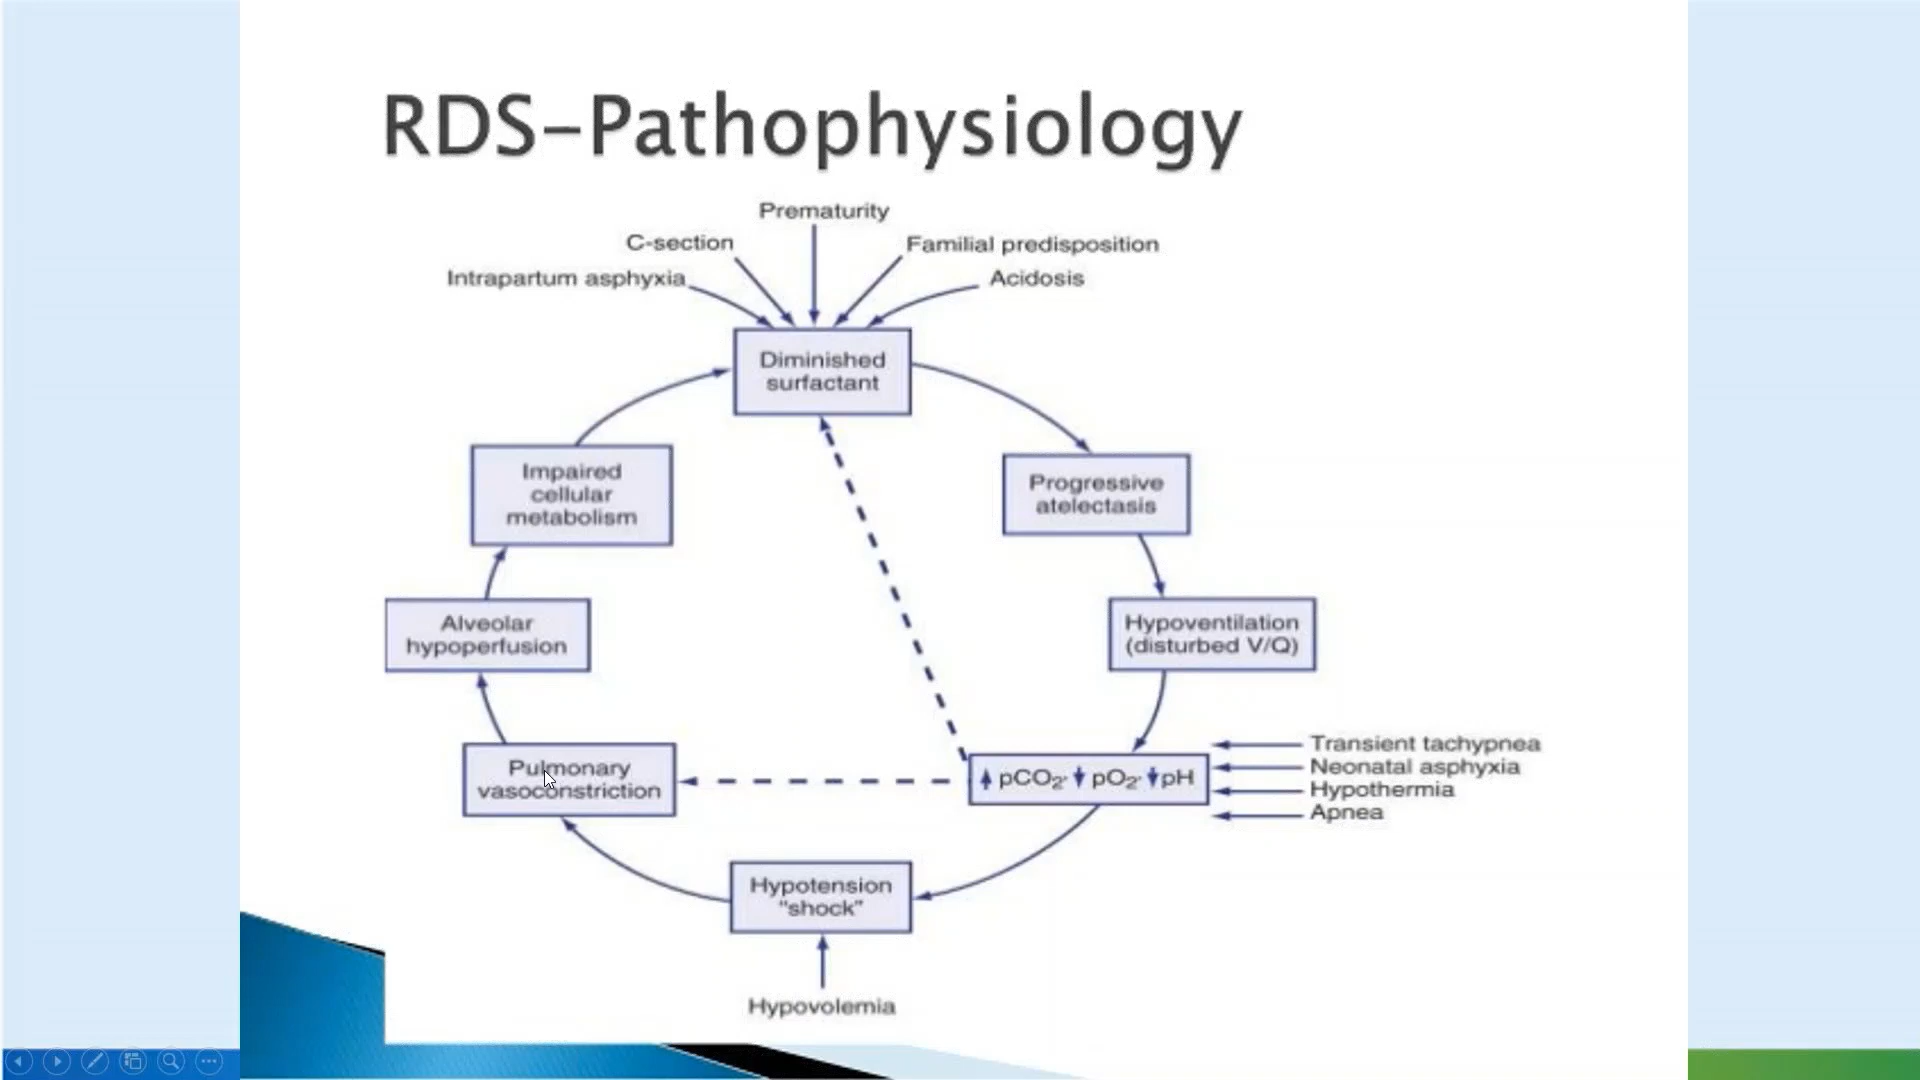 RDS-Pathophysiology
Prematurity
C-section
Familial predisposition
Intrapartum asphyxia
Acidosis
Diminished
surfactant
Impaired
cellular
metabolism
Progressive
atelectasis
Alveolar
hypoperfusion
Hypoventilation
(disturbed V/Q)
Pulmonary
vasoconstriction
pCO₂, pO₂, pH
Transient tachypnea
Neonatal asphyxia
Hypothermia
Apnea
Hypotension
"shock"
Hypovolemia